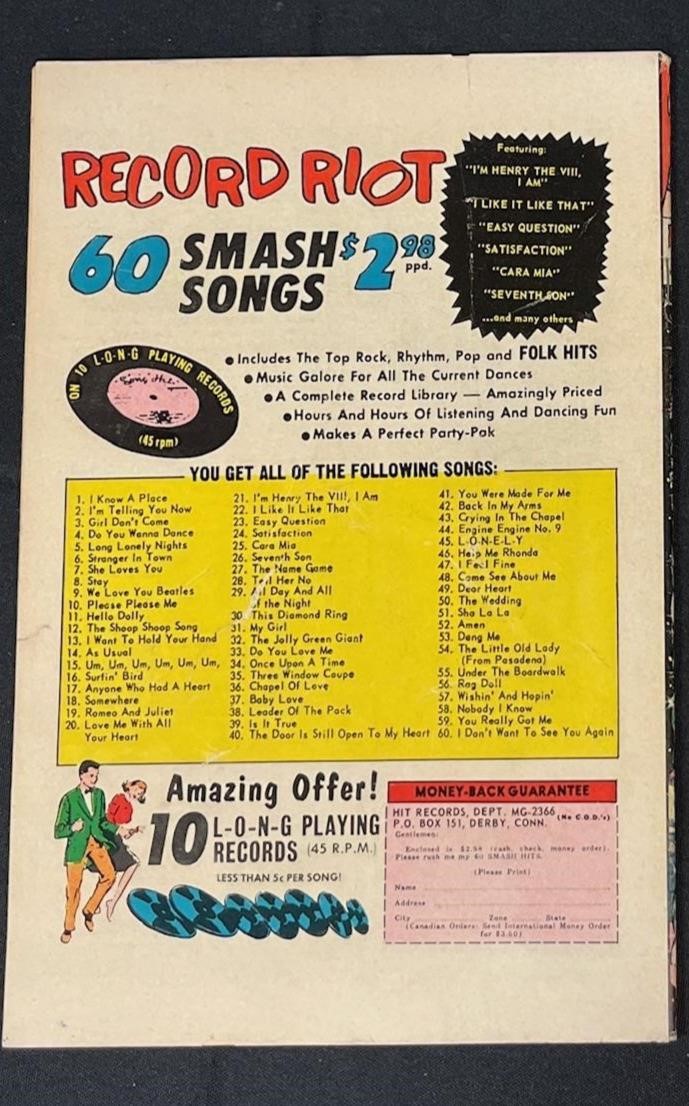 RECORD RIOT
60 SMASH SONGS $2.98 ppd.
Featuring:
"I'M HENRY THE VIII, I AM"
"I LIKE IT LIKE THAT"
"EASY QUESTION"
"SATISFACTION"
"CARA MIA"
"SEVENTH SON"
...and many others
ON 10 L-O-N-G PLAYING RECORDS
(45 rpm)
• Includes The Top Rock, Rhythm, Pop and FOLK HITS
• Music Galore For All The Current Dances
• A Complete Record Library — Amazingly Priced
• Hours And Hours Of Listening And Dancing Fun
• Makes A Perfect Party-Pak
YOU GET ALL OF THE FOLLOWING SONGS:
1. I Know A Place
2. I'm Telling You Now
3. Girl Don't Come
4. Do You Wanna Dance
5. Long Lonely Nights
6. Stranger In Town
7. She Loves You
8. Stay
9. We Love You Beatles
10. Please Please Me
11. Hello Dolly
12. The Shoop Shoop Song
13. I Want To Hold Your Hand
14. As Usual
15. Um, Um, Um, Um, Um, Um,
16. Surfin' Bird
17. Anyone Who Had A Heart
18. Somewhere
19. Romeo And Juliet
20. Love Me With All
Your Heart
21. I'm Henry The VIII, I Am
22. I Like It Like That
23. Easy Question
24. Satisfaction
25. Cara Mia
26. Seventh Son
27. The Name Game
28. Tell Her No
29. All Day And All
of the Night
30. This Diamond Ring
31. My Girl
32. The Jolly Green Giant
33. Do You Love Me
34. Once Upon A Time
35. Three Window Coupe
36. Chapel Of Love
37. Baby Love
38. Leader Of The Pack
39. Is It True
40. The Door Is Still Open To My Heart
41. You Were Made For Me
42. Back In My Arms
43. Crying In The Chapel
44. Engine Engine No. 9
45. L-O-N-E-L-Y
46. Help Me Rhonda
47. I Feel Fine
48. Come See About Me
49. Dear Heart
50. The Wedding
51. Sha La La
52. Amen
53. Dang Me
54. The Little Old Lady
(From Pasadena)
55. Under The Boardwalk
56. Rag Doll
57. Wishin' And Hopin'
58. Nobody I Know
59. You Really Got Me
60. I Don't Want To See You Again
Amazing Offer!
10 L-O-N-G PLAYING
RECORDS (45 R.P.M.)
LESS THAN 5c PER SONG!
MONEY-BACK GUARANTEE
HIT RECORDS, DEPT. MG-2366 (No C.O.D.'s)
P.O. BOX 151, DERBY, CONN.
Gentlemen:
Enclosed is $2.98 (cash, check, money order).
Please rush me my 60 SMASH HITS.
(Please Print)
Name
Address
City Zone State
(Canadian Orders: Send International Money Order
for $3.50)